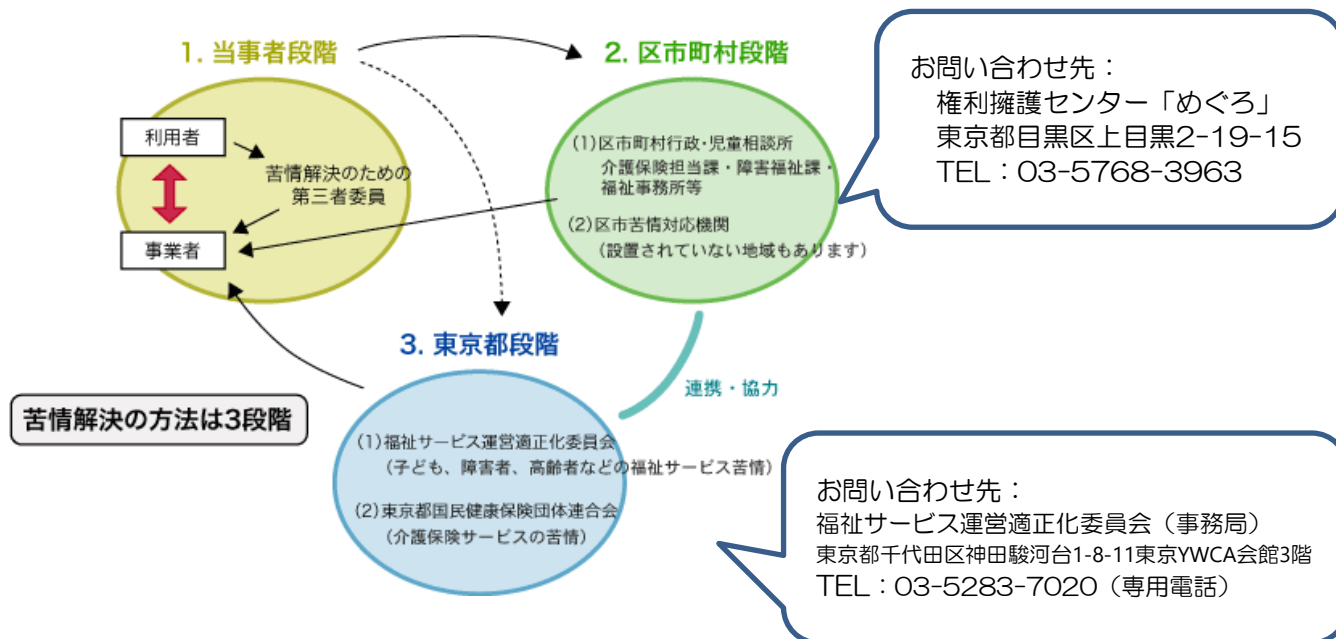 1. 当事者段階
利用者
苦情解決のための
第三者委員
事業者
2. 区市町村段階
(1)区市町村行政・児童相談所
介護保険担当課・障害福祉課・
福祉事務所等
(2)区市苦情対応機関
(設置されていない地域もあります)
お問い合わせ先：
権利擁護センター「めぐろ」
東京都目黒区上目黒2-19-15
TEL：03-5768-3963
3. 東京都段階
(1)福祉サービス運営適正化委員会
(子ども、障害者、高齢者などの福祉サービス苦情)
(2)東京都国民健康保険団体連合会
(介護保険サービスの苦情)
連携・協力
苦情解決の方法は3段階
お問い合わせ先：
福祉サービス運営適正化委員会（事務局）
東京都千代田区神田駿河台1-8-11東京YWCA会館3階
TEL：03-5283-7020（専用電話）